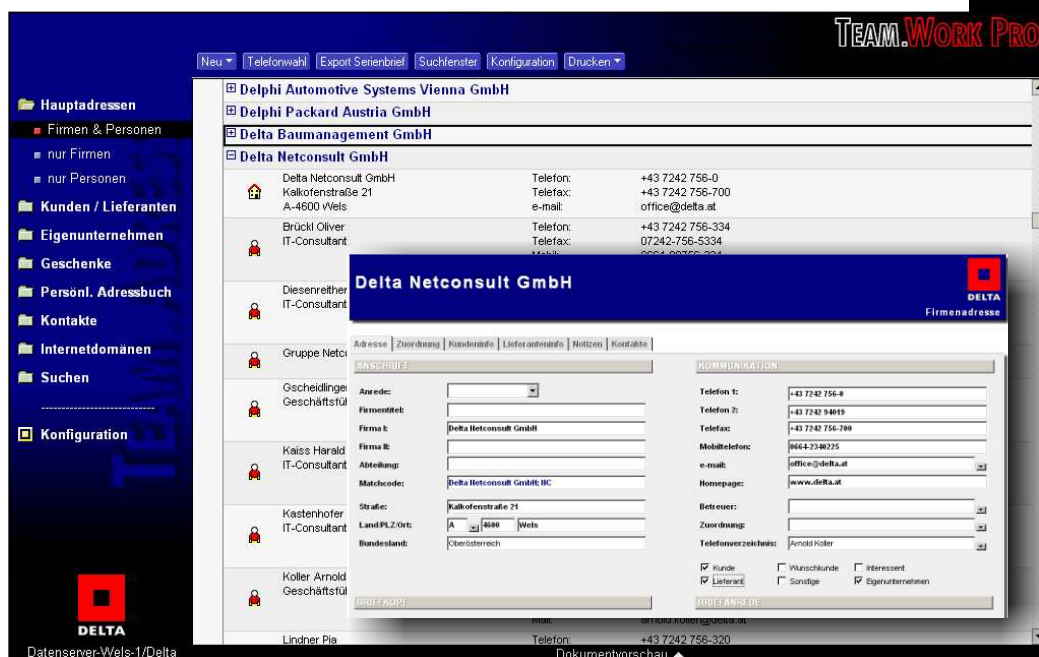 TEAM.WORK PRO
Neu Telefonwahl Export Serienbrief Suchfenster Konfiguration Drucken
Hauptadressen
Firmen & Personen
nur Firmen
nur Personen
Kunden / Lieferanten
Eigenunternehmen
Geschenke
Persönl. Adressbuch
Kontakte
Internetdomänen
Suchen
Konfiguration
DELTA
Datenserver-Wels-1/Delta
Delphi Automotive Systems Vienna GmbH
Delphi Packard Austria GmbH
Delta Baumanagement GmbH
Delta Netconsult GmbH
Delta Netconsult GmbH Telefon: +43 7242 756-0
Kalkofenstraße 21 Telefax: +43 7242 756-700
A-4600 Wels e-mail: office@delta.at
Brückl Oliver Telefon: +43 7242 756-334
IT-Consultant Telefax: 07242-756-5334
Diesenreither
IT-Consultant
Gruppe
Gscheidlinger
Kaiss Harald
IT-Consultant
Kastenhofer
IT-Consultant
Koller Arnold
arnold.koller@delta.at
Lindner Pia Telefon: +43 7242 756-320
Dokumentvorschau
Delta Netconsult GmbH
DELTA
Firmenadresse
Adresse Zuordnung Kundeninfo Lieferanteninfo Notizen Kontakte
ANSCHRIFT
Anrede:
Firmentitel:
Firma I: Delta Netconsult GmbH
Firma II:
Abteilung:
Matchcode: Delta Netconsult GmbH; NC
Straße: Kalkofenstraße 21
Land/PLZ/Ort: A 4600 Wels
Bundesland: Oberösterreich
BRIEFKOPF
KOMMUNIKATION
Telefon 1: +43 7242 756-0
Telefon 2: +43 7242 94019
Telefax: +43 7242 756-700
Mobiltelefon: 0664-2340225
e-mail: office@delta.at
Homepage: www.delta.at
Betreuer:
Zuordnung:
Telefonverzeichnis: Arnold Koller
Kunde Wunschkunde Interessent
Lieferant Sonstige Eigenunternehmen
BRIEFANREDE